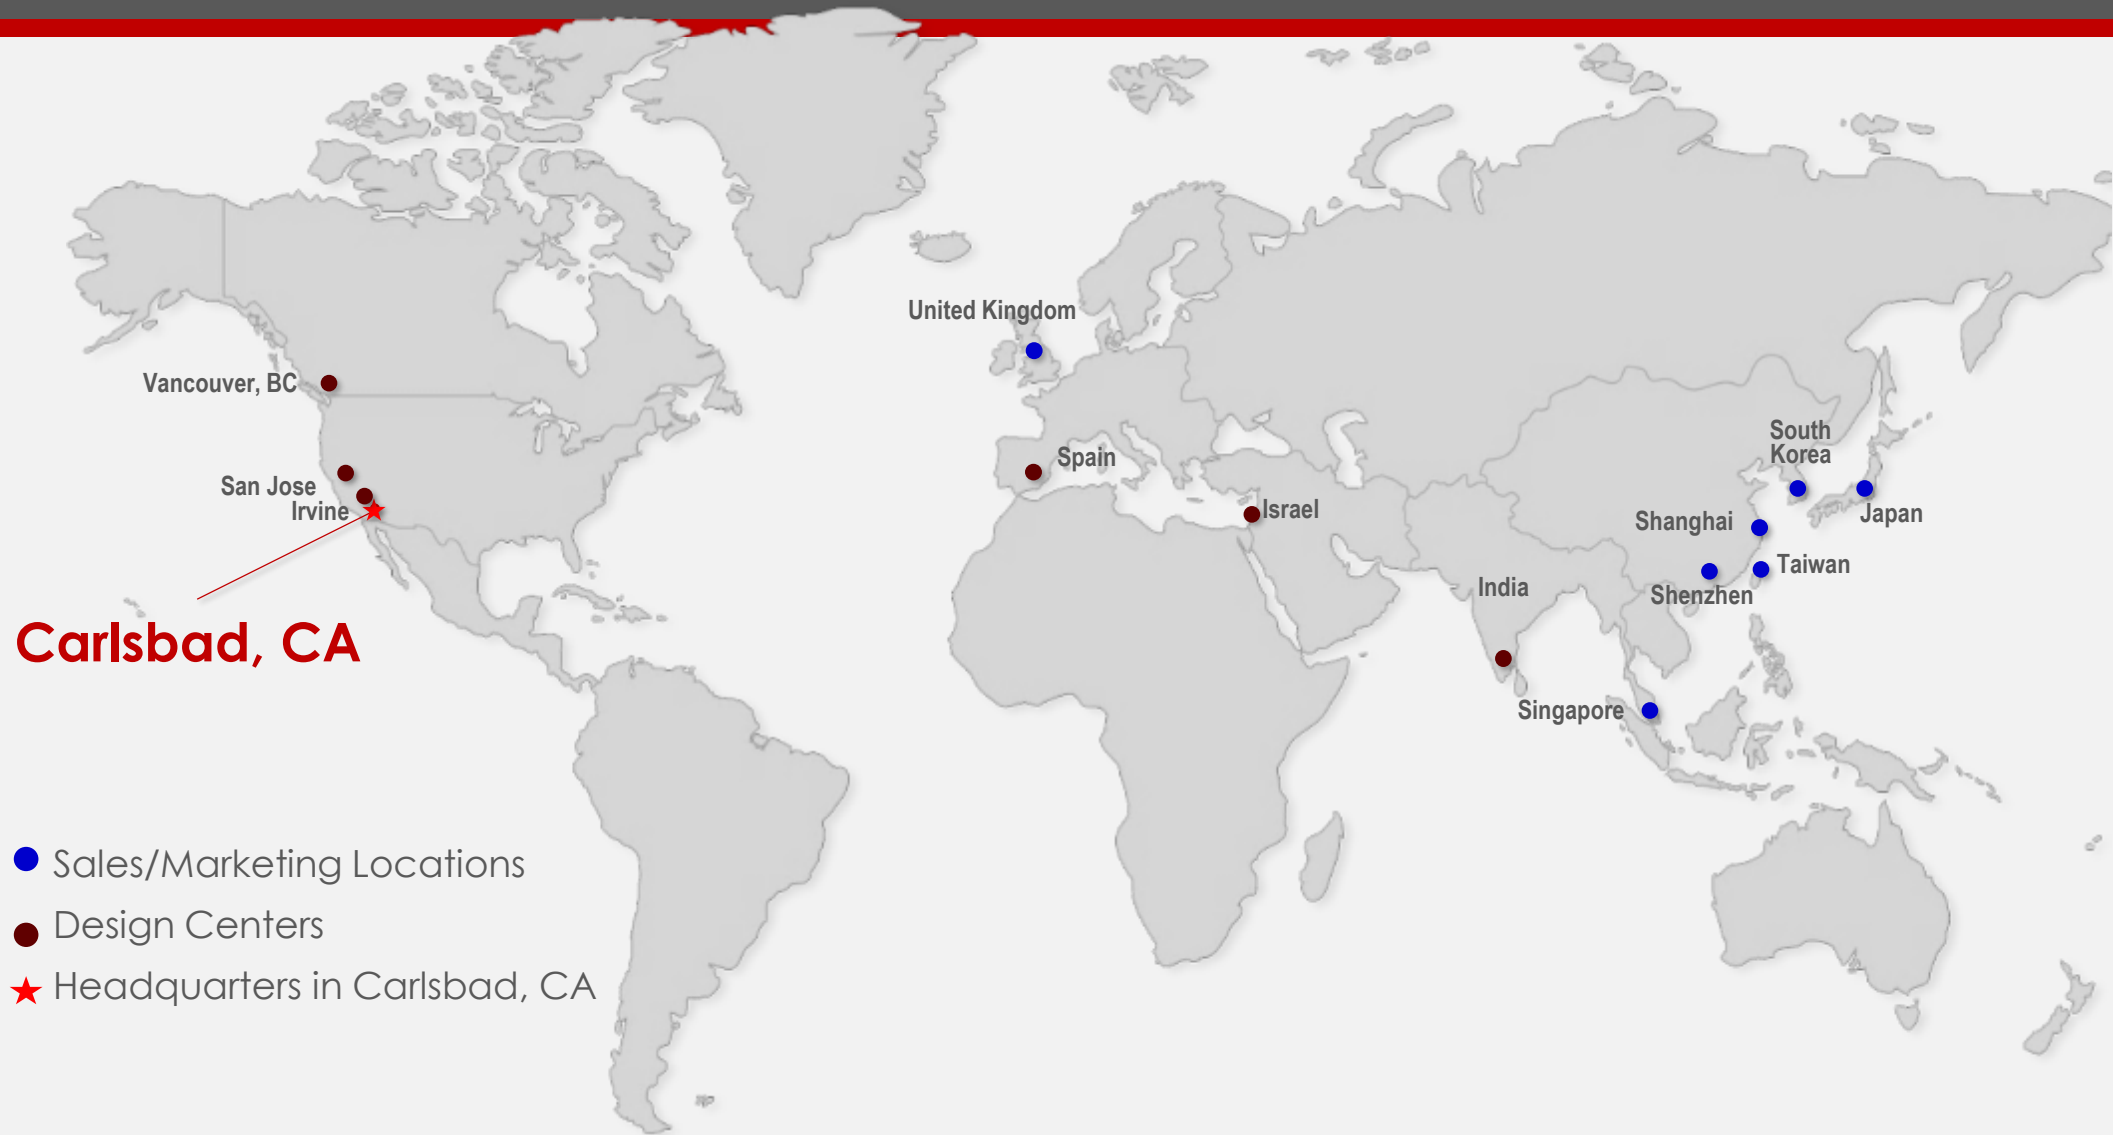 United Kingdom
Vancouver, BC
South
Korea
Spain
San Jose
Irvine
Israel
Shanghai
Japan
Taiwan
India
Shenzhen
Carlsbad, CA
Singapore
Sales/Marketing Locations
Design Centers
Headquarters in Carlsbad, CA